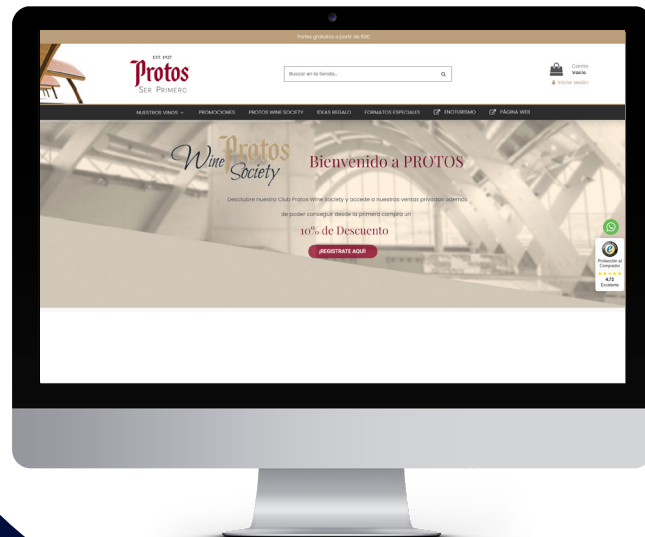 Portes gratuitos a partir de 50€
EST. 1927
Protos
SER PRIMERO
Buscar en la tienda...
Carrito
Vacío
Iniciar sesión
NUESTROS VINOS
PROMOCIONES
PROTOS WINE SOCIETY
IDEAS REGALO
FORMATOS ESPECIALES
ENOTURISMO
PÁGINA WEB
Wine Protos Society
Bienvenido a PROTOS
Descubre nuestro Club Protos Wine Society y accede a nuestras ventas privadas además
de poder conseguir desde la primera compra un
10% de Descuento
¡REGISTRATE AQUÍ!
Protección al
Comprador
4,73
Excelente